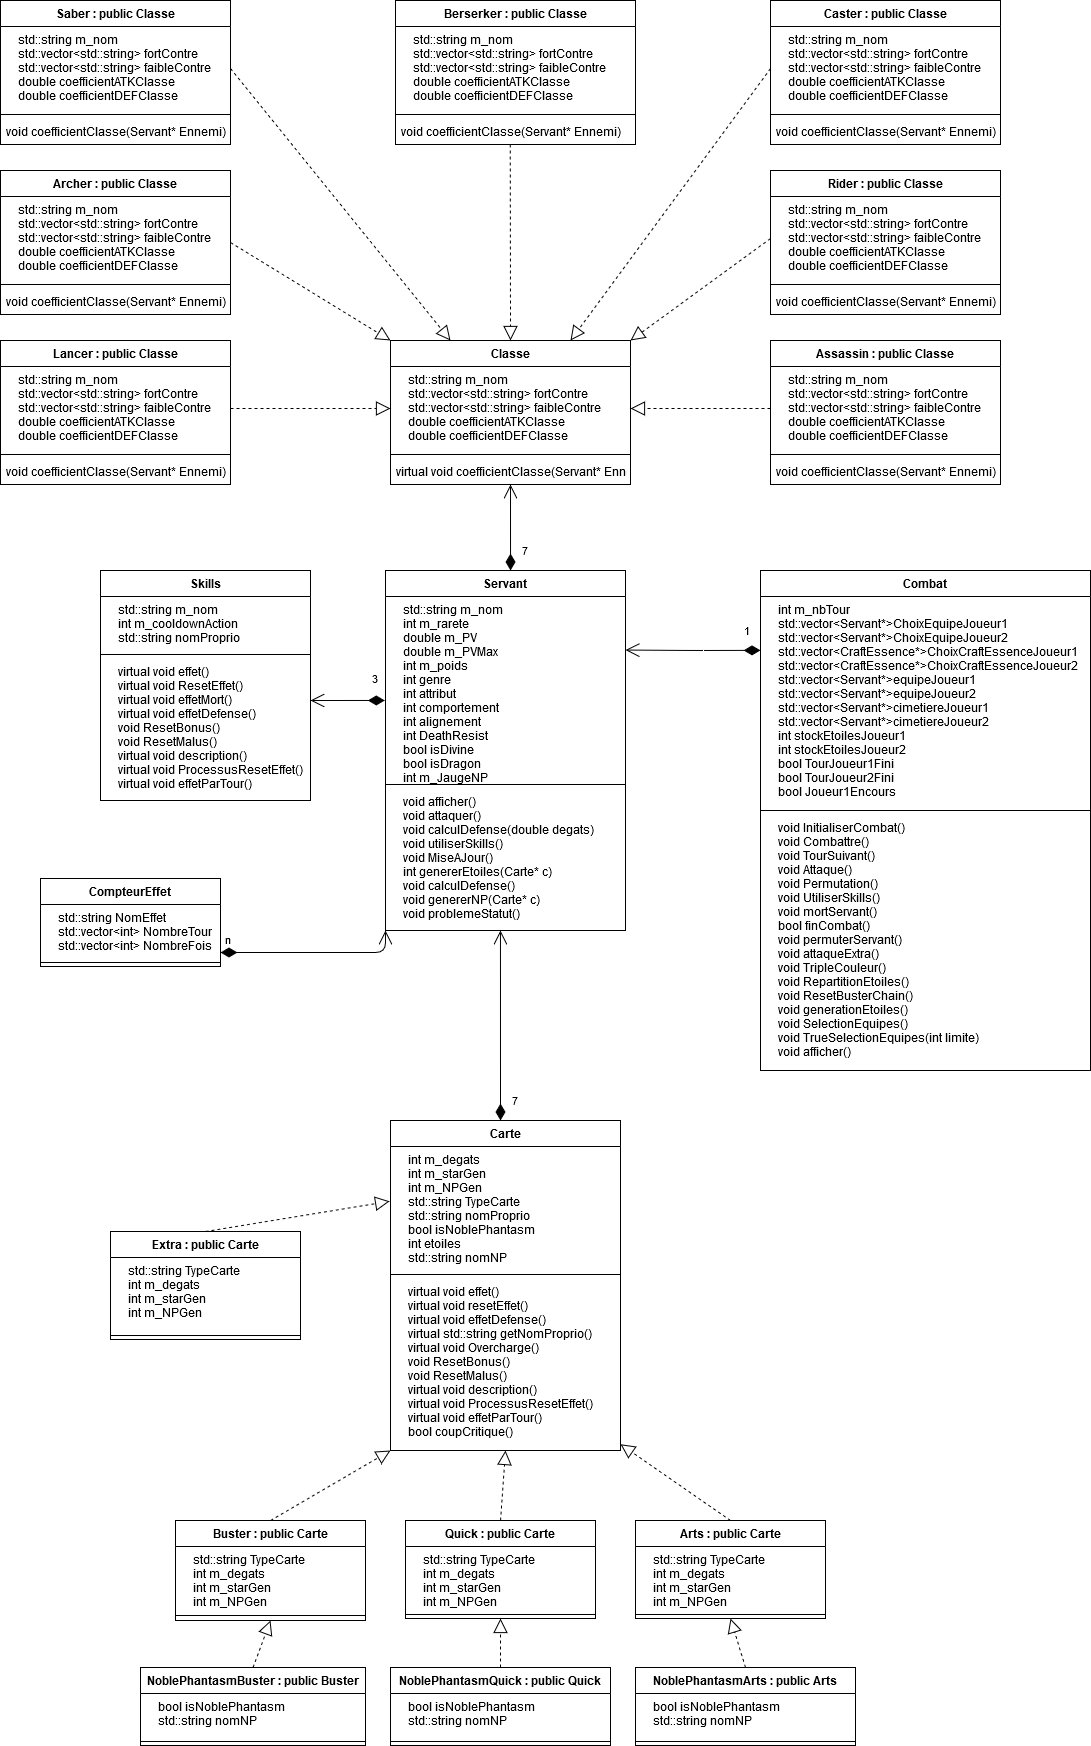 Saber : public Classe
std::string m_nom
std::vector<std::string> fortContre
std::vector<std::string> faibleContre
double coefficientATKClasse
double coefficientDEFClasse
void coefficientClasse(Servant* Ennemi)
Berserker : public Classe
std::string m_nom
std::vector<std::string> fortContre
std::vector<std::string> faibleContre
double coefficientATKClasse
double coefficientDEFClasse
void coefficientClasse(Servant* Ennemi)
Caster : public Classe
std::string m_nom
std::vector<std::string> fortContre
std::vector<std::string> faibleContre
double coefficientATKClasse
double coefficientDEFClasse
void coefficientClasse(Servant* Ennemi)
Archer : public Classe
std::string m_nom
std::vector<std::string> fortContre
std::vector<std::string> faibleContre
double coefficientATKClasse
double coefficientDEFClasse
void coefficientClasse(Servant* Ennemi)
Rider : public Classe
std::string m_nom
std::vector<std::string> fortContre
std::vector<std::string> faibleContre
double coefficientATKClasse
double coefficientDEFClasse
void coefficientClasse(Servant* Ennemi)
Lancer : public Classe
std::string m_nom
std::vector<std::string> fortContre
std::vector<std::string> faibleContre
double coefficientATKClasse
double coefficientDEFClasse
void coefficientClasse(Servant* Ennemi)
Classe
std::string m_nom
std::vector<std::string> fortContre
std::vector<std::string> faibleContre
double coefficientATKClasse
double coefficientDEFClasse
virtual void coefficientClasse(Servant* Enn
Assassin : public Classe
std::string m_nom
std::vector<std::string> fortContre
std::vector<std::string> faibleContre
double coefficientATKClasse
double coefficientDEFClasse
void coefficientClasse(Servant* Ennemi)
7
Skills
std::string m_nom
int m_cooldownAction
std::string nomProprio
virtual void effet()
virtual void ResetEffet()
virtual void effetMort()
virtual void effetDefense()
void ResetBonus()
void ResetMalus()
virtual void description()
virtual void ProcessusResetEffet()
virtual void effetParTour()
3
Servant
std::string m_nom
int m_rarete
double m_PV
double m_PVMax
int m_poids
int genre
int attribut
int comportement
int alignement
int DeathResist
bool isDivine
bool isDragon
int m_JaugeNP
void afficher()
void attaquer()
void calculDefense(double degats)
void utiliserSkills()
void MiseAJour()
int genererEtoiles(Carte* c)
void calculDefense()
void genererNP(Carte* c)
void problemeStatut()
1
Combat
int m_nbTour
std::vector<Servant*>ChoixEquipeJoueur1
std::vector<Servant*>ChoixEquipeJoueur2
std::vector<CraftEssence*>ChoixCraftEssenceJoueur1
std::vector<CraftEssence*>ChoixCraftEssenceJoueur2
std::vector<Servant*>equipeJoueur1
std::vector<Servant*>equipeJoueur2
std::vector<Servant*>cimetiereJoueur1
std::vector<Servant*>cimetiereJoueur2
int stockEtoilesJoueur1
int stockEtoilesJoueur2
bool TourJoueur1Fini
bool TourJoueur2Fini
bool Joueur1Encours
void InitialiserCombat()
void Combattre()
void TourSuivant()
void Attaque()
void Permutation()
void UtiliserSkills()
void mortServant()
bool finCombat()
void permuterServant()
void attaqueExtra()
void TripleCouleur()
void RepartitionEtoiles()
void ResetBusterChain()
void generationEtoiles()
void SelectionEquipes()
void TrueSelectionEquipes(int limite)
void afficher()
CompteurEffet
std::string NomEffet
std::vector<int> NombreTour
std::vector<int> NombreFois
n
7
Carte
int m_degats
int m_starGen
int m_NPGen
std::string TypeCarte
std::string nomProprio
bool isNoblePhantasm
int etoiles
std::string nomNP
virtual void effet()
virtual void resetEffet()
virtual void effetDefense()
virtual std::string getNomProprio()
virtual void Overcharge()
void ResetBonus()
void ResetMalus()
virtual void description()
virtual void ProcessusResetEffet()
virtual void effetParTour()
bool coupCritique()
Extra : public Carte
std::string TypeCarte
int m_degats
int m_starGen
int m_NPGen
Buster : public Carte
std::string TypeCarte
int m_degats
int m_starGen
int m_NPGen
Quick : public Carte
std::string TypeCarte
int m_degats
int m_starGen
int m_NPGen
Arts : public Carte
std::string TypeCarte
int m_degats
int m_starGen
int m_NPGen
NoblePhantasmBuster : public Buster
bool isNoblePhantasm
std::string nomNP
NoblePhantasmQuick : public Quick
bool isNoblePhantasm
std::string nomNP
NoblePhantasmArts : public Arts
bool isNoblePhantasm
std::string nomNP